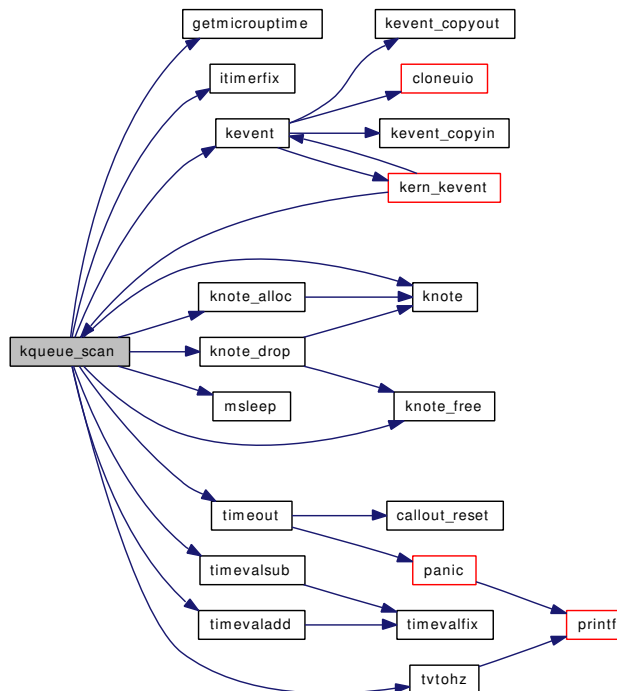 getmicrouptime
kevent_copyout
itimerfix
cloneuio
kevent
kevent_copyin
kern_kevent
knote_alloc
knote
kqueue_scan
knote_drop
msleep
knote_free
timeout
callout_reset
timevalsub
panic
timevaladd
timevalfix
printf
tvtohz